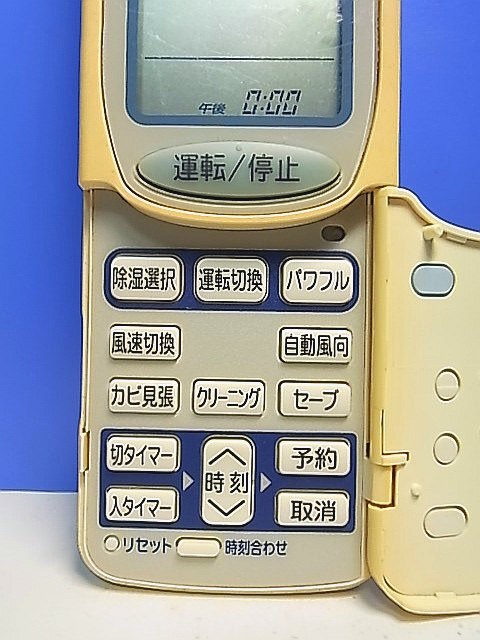 午後 0:00
運転/停止
除湿選択 運転切換 パワフル
風速切換 自動風向
カビ見張 クリーニング セーブ
切タイマー 時刻 予約
入タイマー 取消
リセット 時刻合わせ